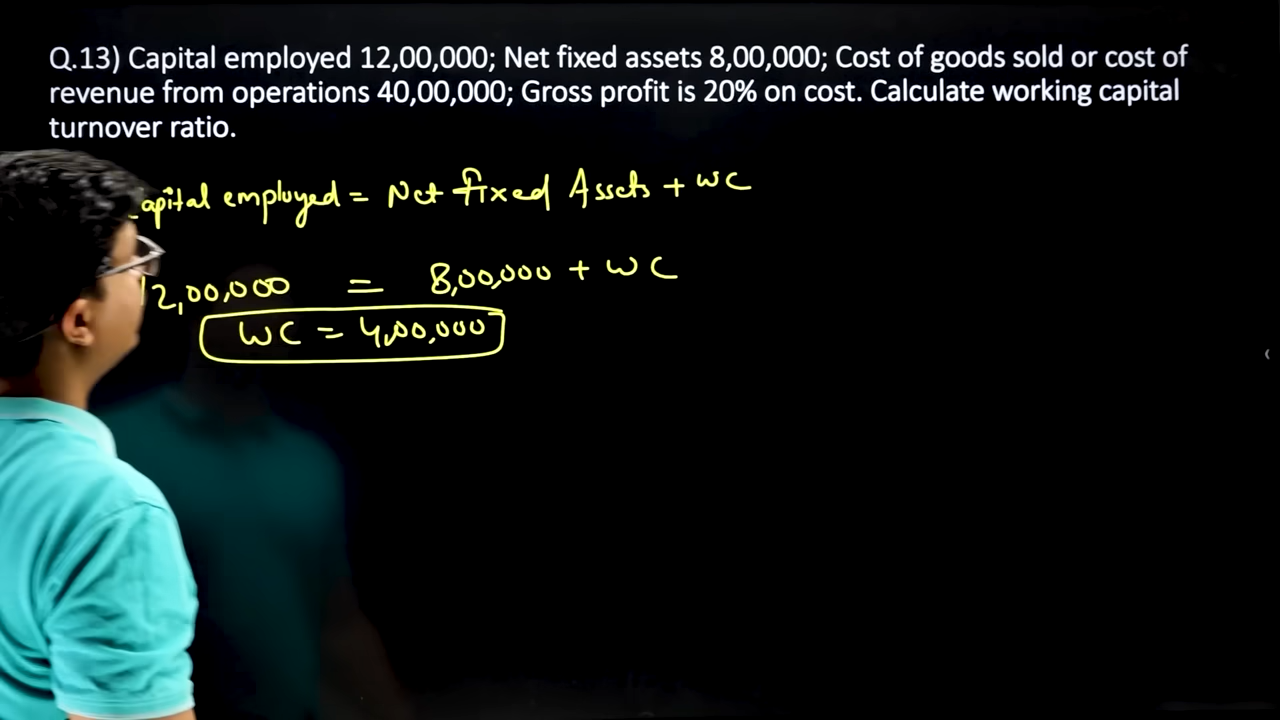 Q.13) Capital employed 12,00,000; Net fixed assets 8,00,000; Cost of goods sold or cost of
revenue from operations 40,00,000; Gross profit is 20% on cost. Calculate working capital
turnover ratio.
apital employed = Net fixed Assets + WC
12,00,000 = 8,00,000 + WC
WC = 4,00,000